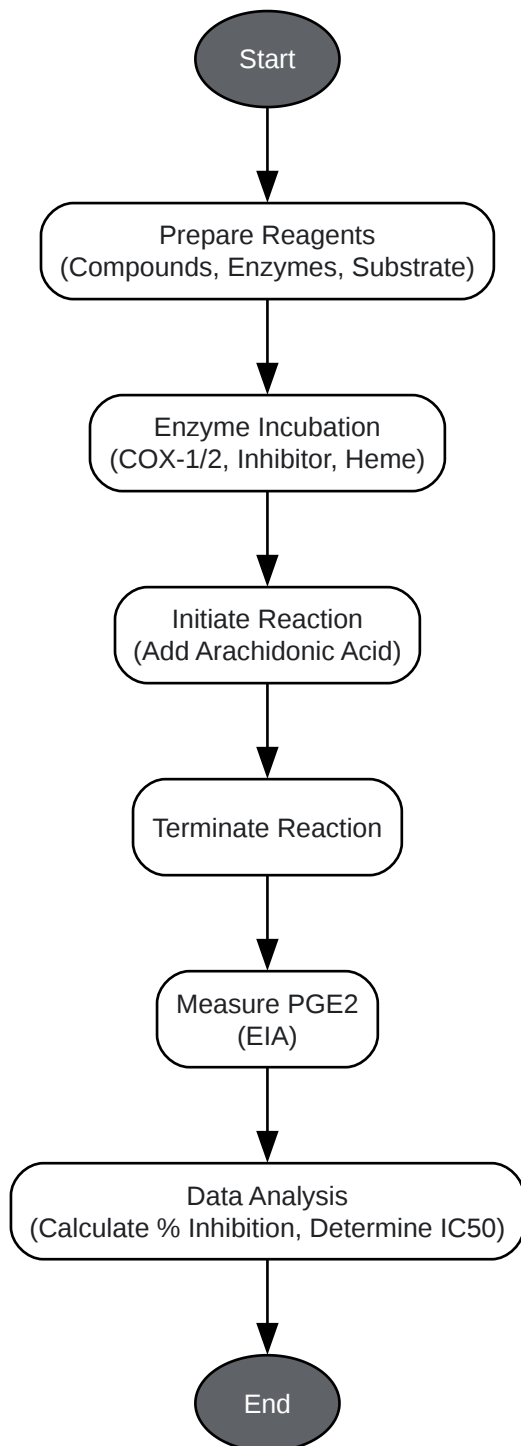 Start
Prepare Reagents
(Compounds, Enzymes, Substrate)
Enzyme Incubation
(COX-1/2, Inhibitor, Heme)
Initiate Reaction
(Add Arachidonic Acid)
Terminate Reaction
Measure PGE2
(EIA)
Data Analysis
(Calculate % Inhibition, Determine IC50)
End